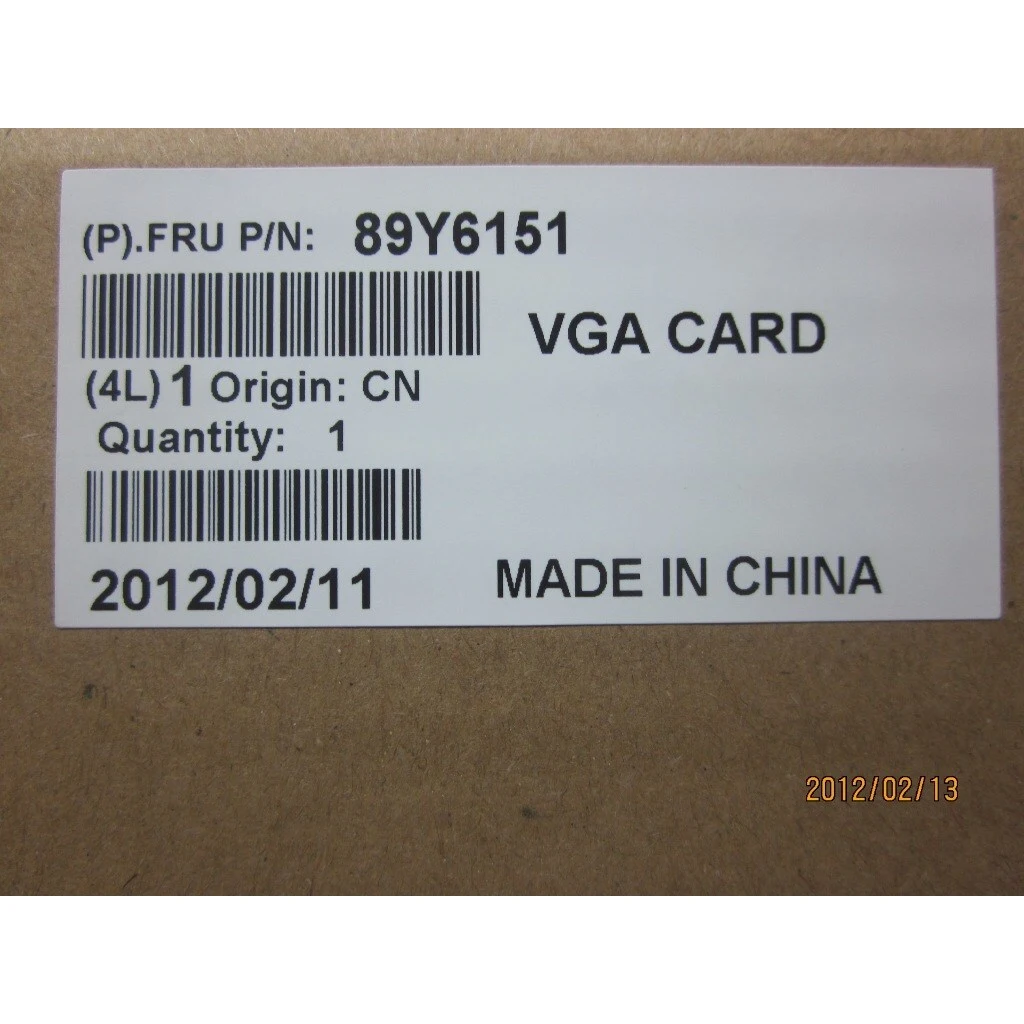 (P).FRU P/N: 89Y6151
VGA CARD
(4L) 1 Origin: CN
Quantity: 1
2012/02/11
MADE IN CHINA
2012/02/13